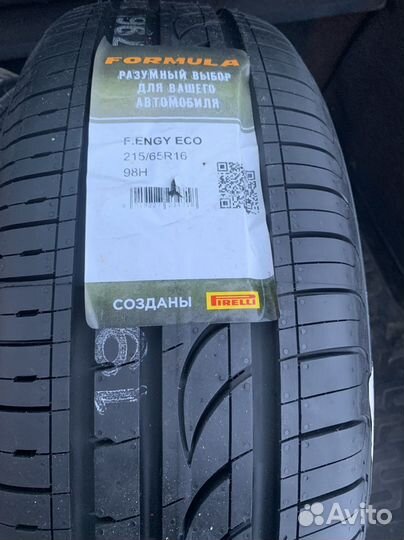 FORMULA
РАЗУМНЫЙ ВЫБОР
ДЛЯ ВАШЕГО
АВТОМОБИЛЯ
F.ENGY ECO
215/65R16
98H
СОЗДАНЫ PIRELLI
Avito